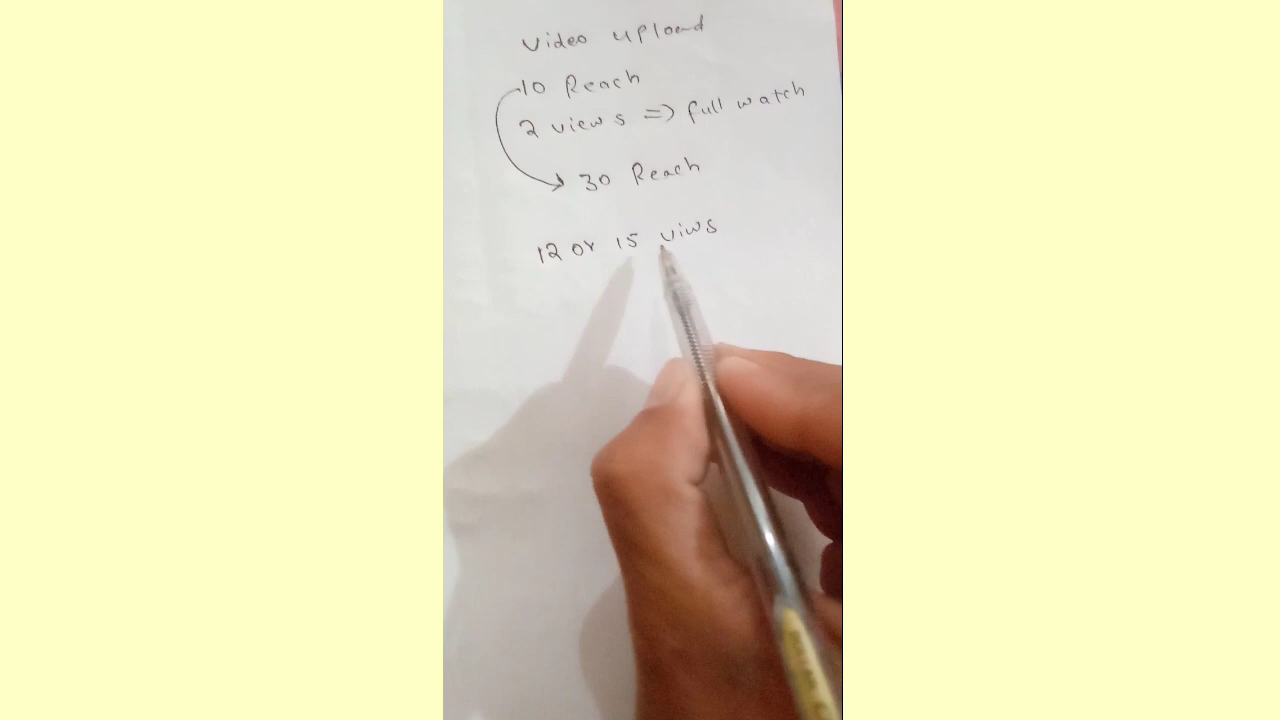 Video upload
10 Reach
2 views => full watch
30 Reach
12 or 15 viws